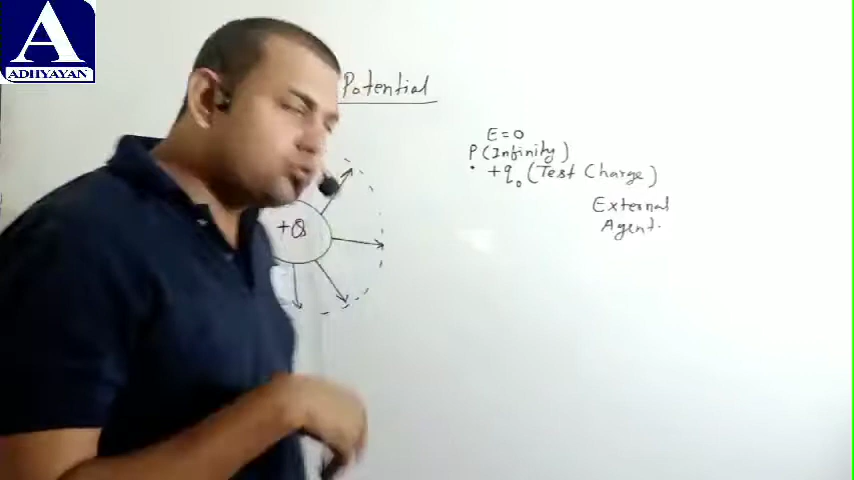 A
ADHYAYAN
Potential
E=0
P (Infinity)
+q₀ (Test Charge)
External
Agent.
+Q